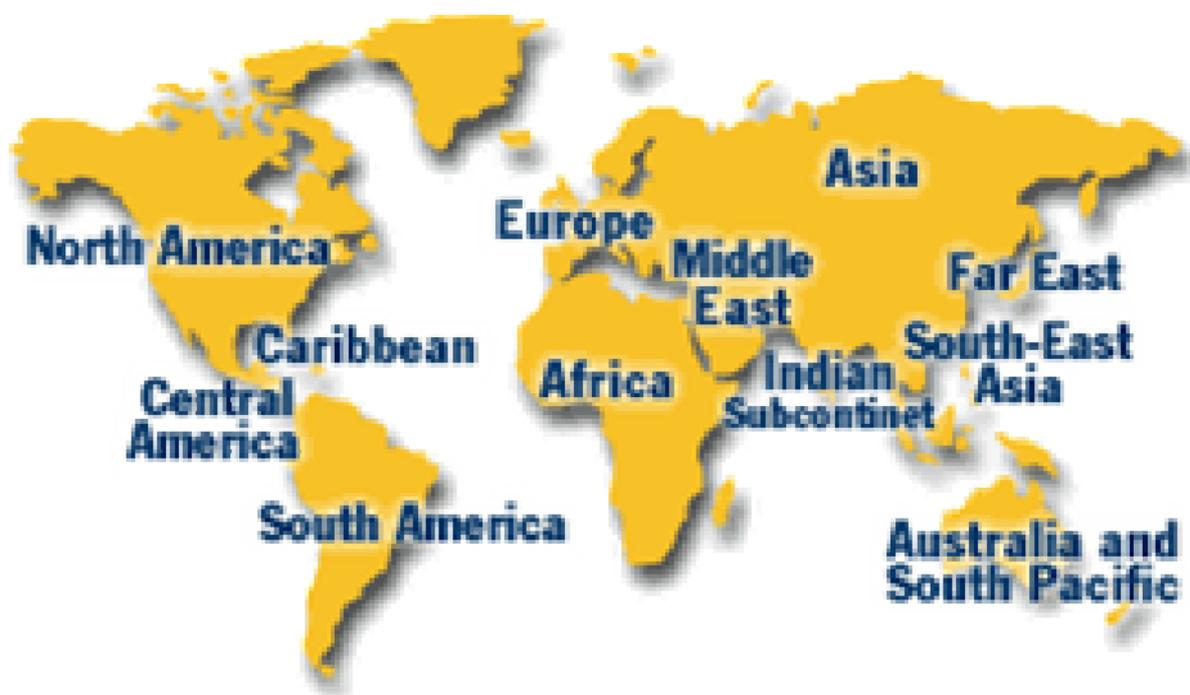 Asia
Europe
North America
Middle
East
Far East
Caribbean
South-East
Asia
Africa
Indian
Subcontinet
Central
America
South America
Australia and
South Pacific